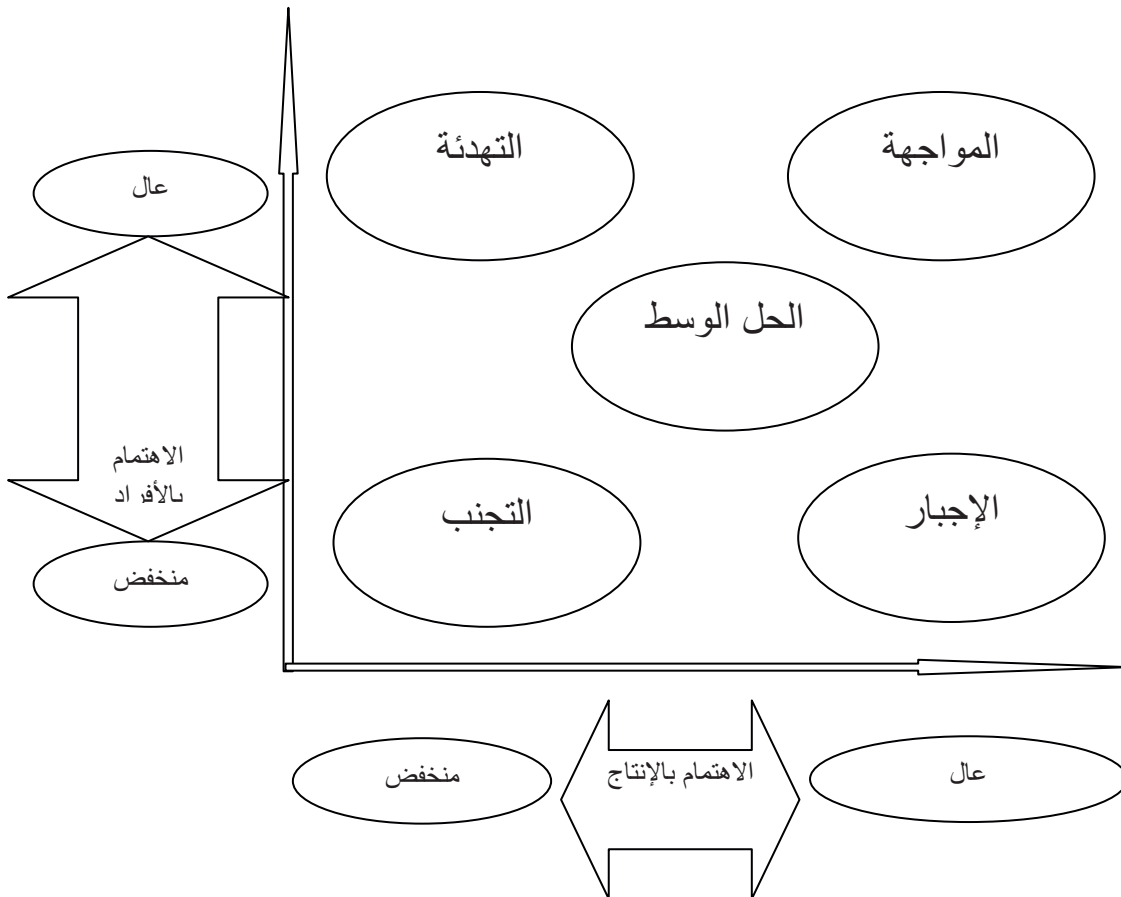 المواجهة
التهدئة
عال
الحل الوسط
الاهتمام
بالأفراد
الإجبار
التجنب
منخفض
عال
الاهتمام بالإنتاج
منخفض